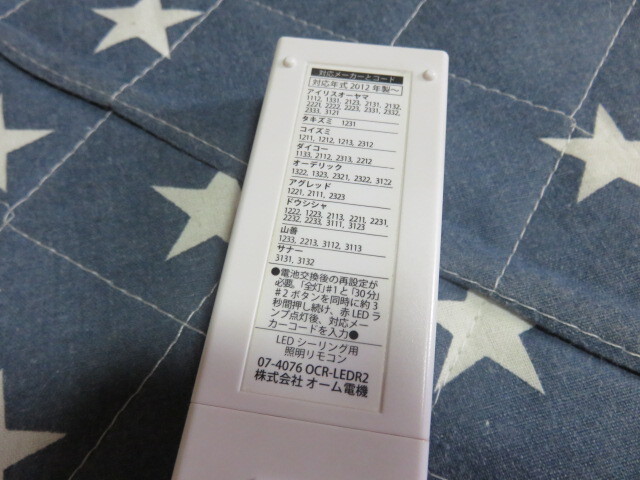 対応メーカーとコード
対応年式 2012 年製〜
アイリスオーヤマ
1112, 1331, 2123, 2131, 2132,
2221, 2222, 2223, 2331, 2332,
2333, 3121
タキズミ 1231
コイズミ
1211, 1212, 1213, 2312
ダイコー
1133, 2112, 2313, 2212
オーデリック
1322, 1323, 2321, 2322, 3122
アグレッド
1221, 2111, 2323
ドウシシャ
1222, 1223, 2113, 2211, 2231,
2232, 2233, 3111, 3123
山善
1233, 2213, 3112, 3113
サナー
3131, 3132
●電池交換後の再設定が
必要。「全灯」#1 と「30分」
#2 ボタンを同時に約 3
秒間押し続け、赤 LED ラ
ンプ点灯後、対応メー
カーコードを入力●
LED シーリング用
照明リモコン
07-4076 OCR-LEDR2
株式会社 オーム電機